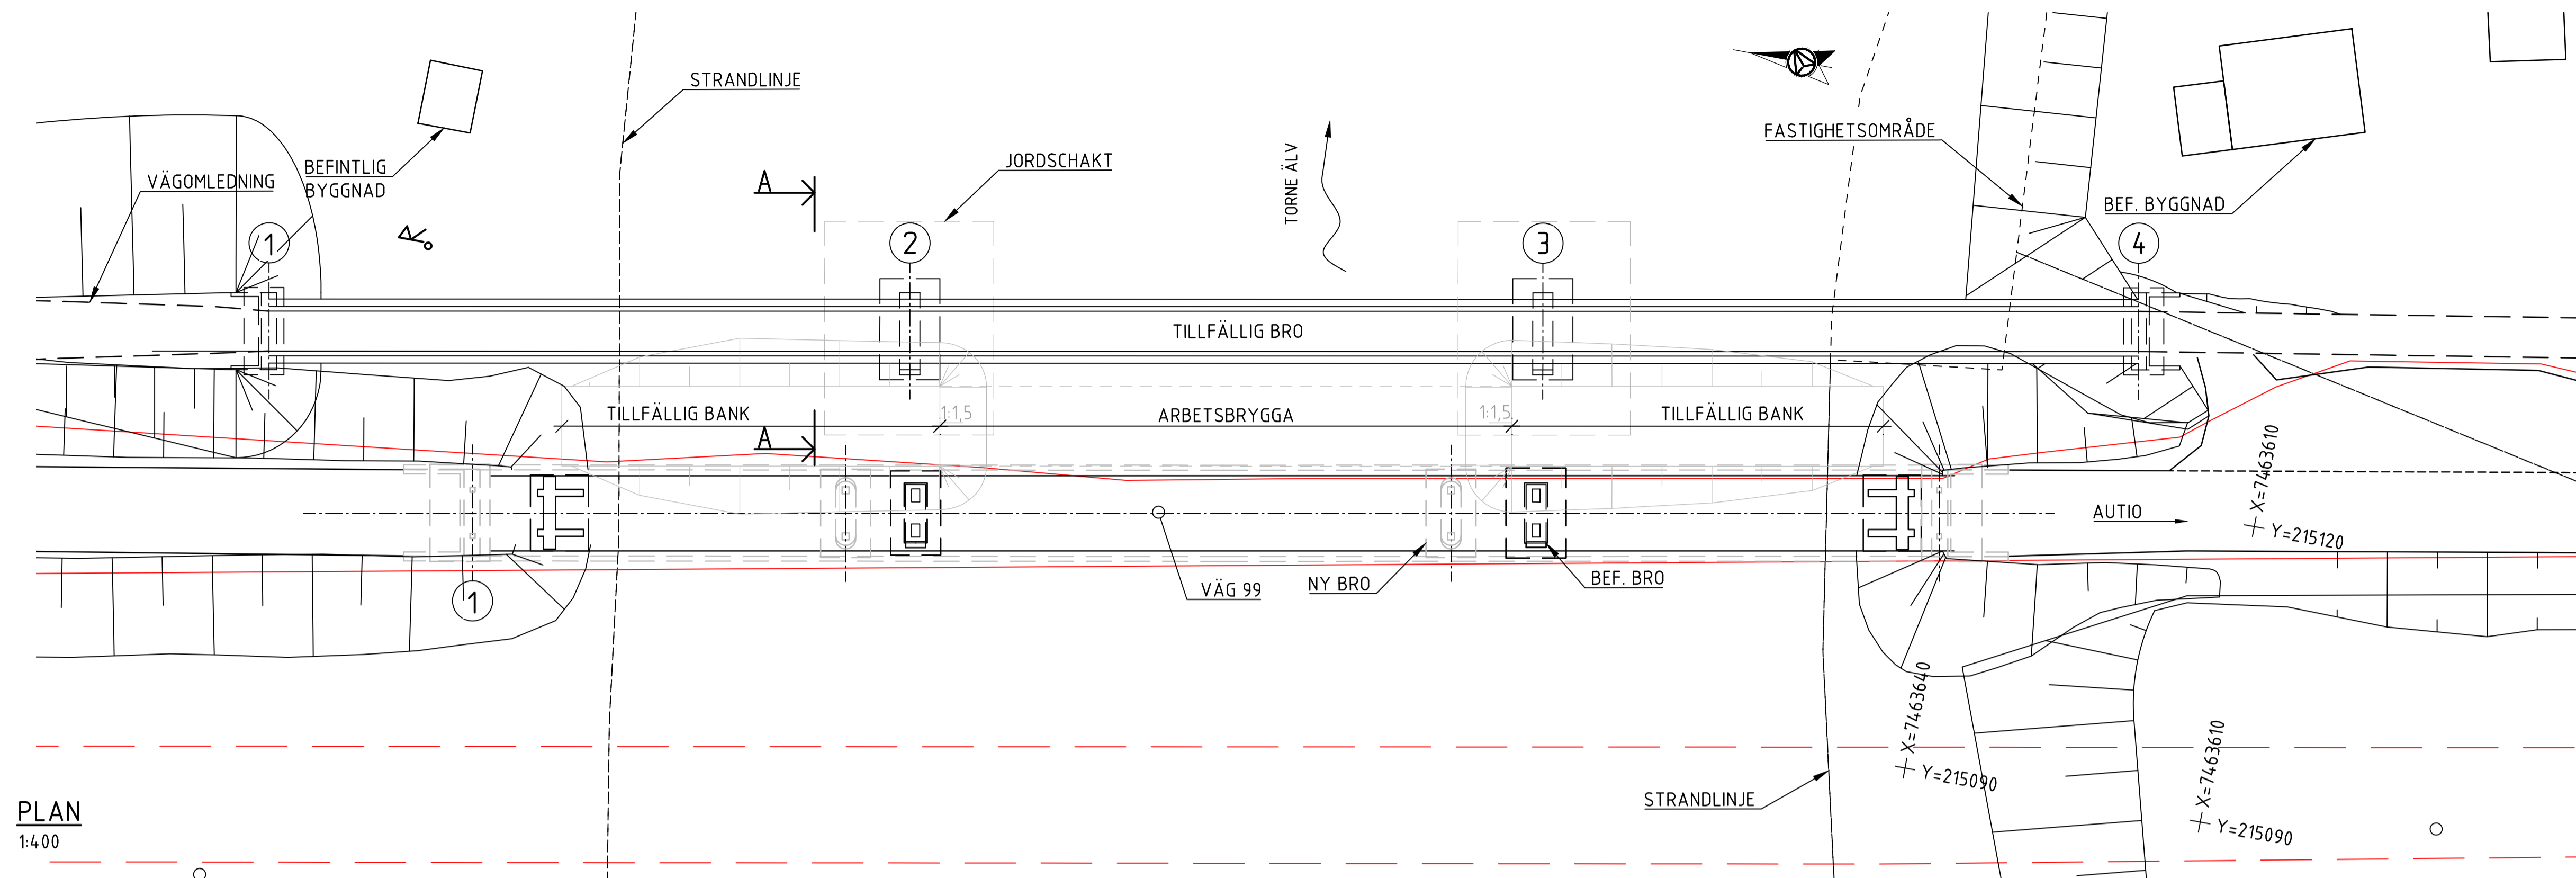 STRANDLINJE
FASTIGHETSOMRÅDE
JORDSCHAKT
BEFINTLIG
BYGGNAD
VÄGOMLEDNING
A
TORNE ÄLV
BEF. BYGGNAD
1
2
3
4
TILLFÄLLIG BRO
TILLFÄLLIG BANK
1:1,5
ARBETSBRYGGA
1:1,5
TILLFÄLLIG BANK
A
X=7463610
Y=215120
AUTIO
VÄG 99
NY BRO
BEF. BRO
1
X=7463640
Y=215090
X=7463610
Y=215090
STRANDLINJE
PLAN
1:400